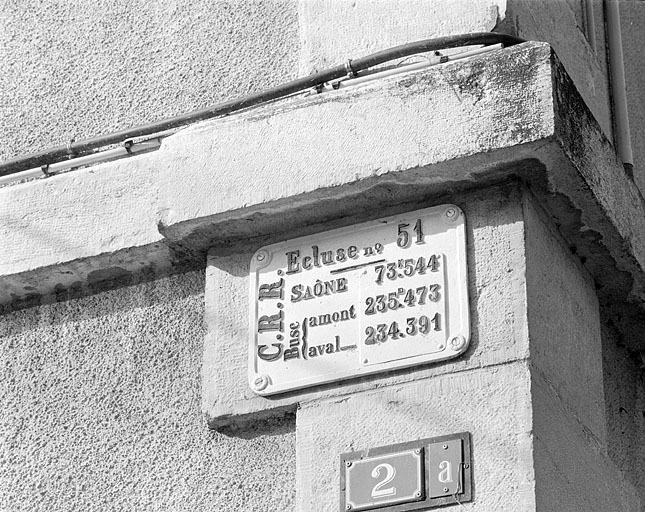 C.R.R. Ecluse no 51
SAÔNE 73k544
Buse { amont 235m473
aval 234.391
2 a